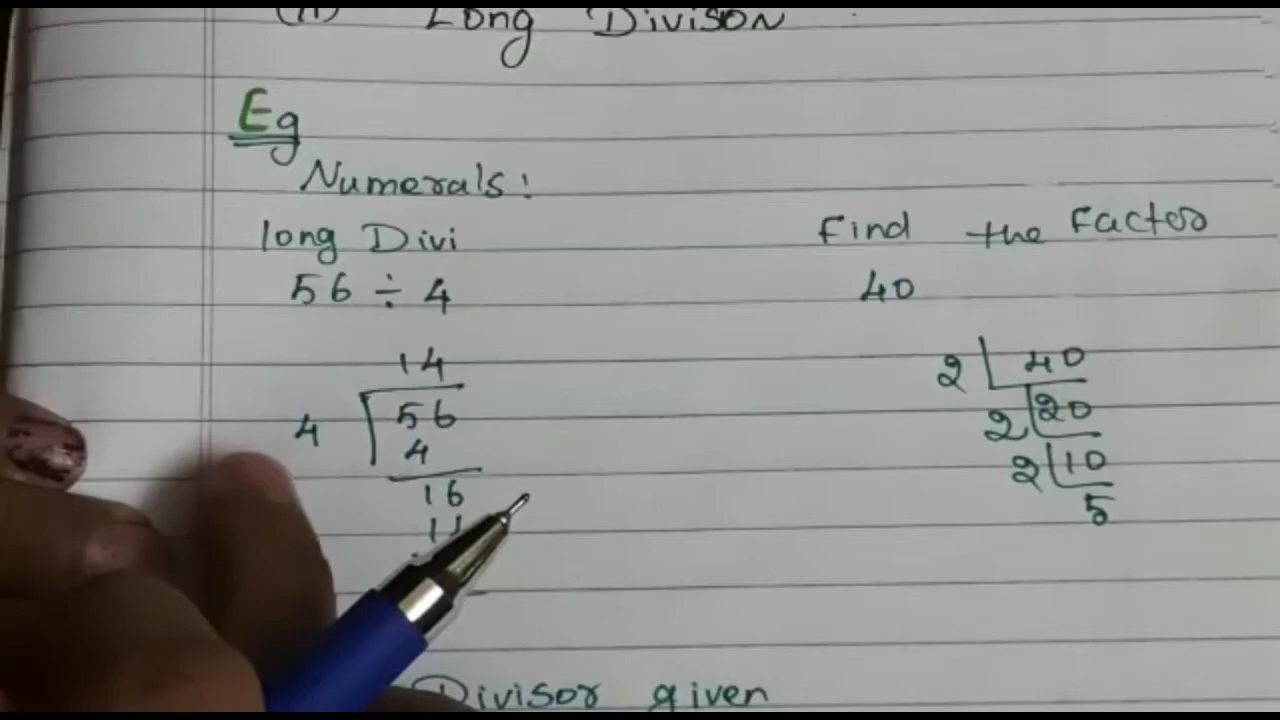 (ii) Long Divison
Eg
Numerals:
long Divi
56 ÷ 4
14
4 56
4
16
Find the Factor
40
2 40
2 20
2 10
5
Divisor given